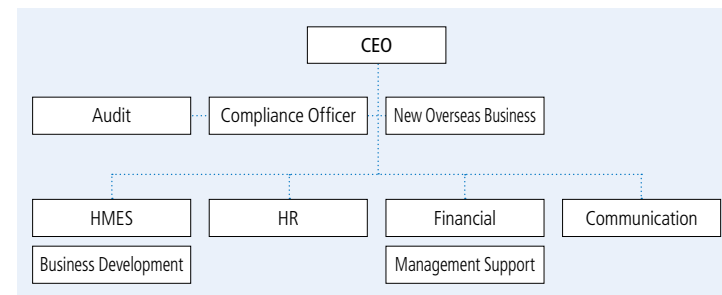 CEO
Audit
Compliance Officer
New Overseas Business
HMES
HR
Financial
Communication
Business Development
Management Support